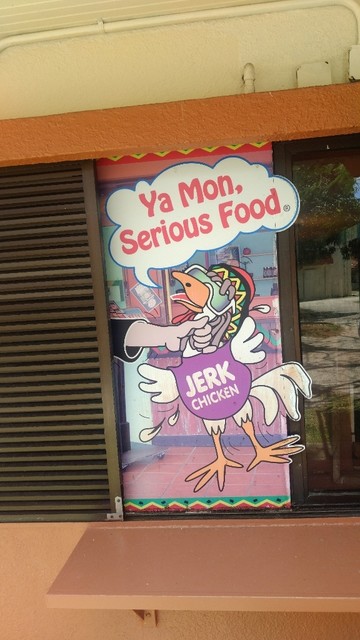 Ya Mon,
Serious Food®
JERK
CHICKEN